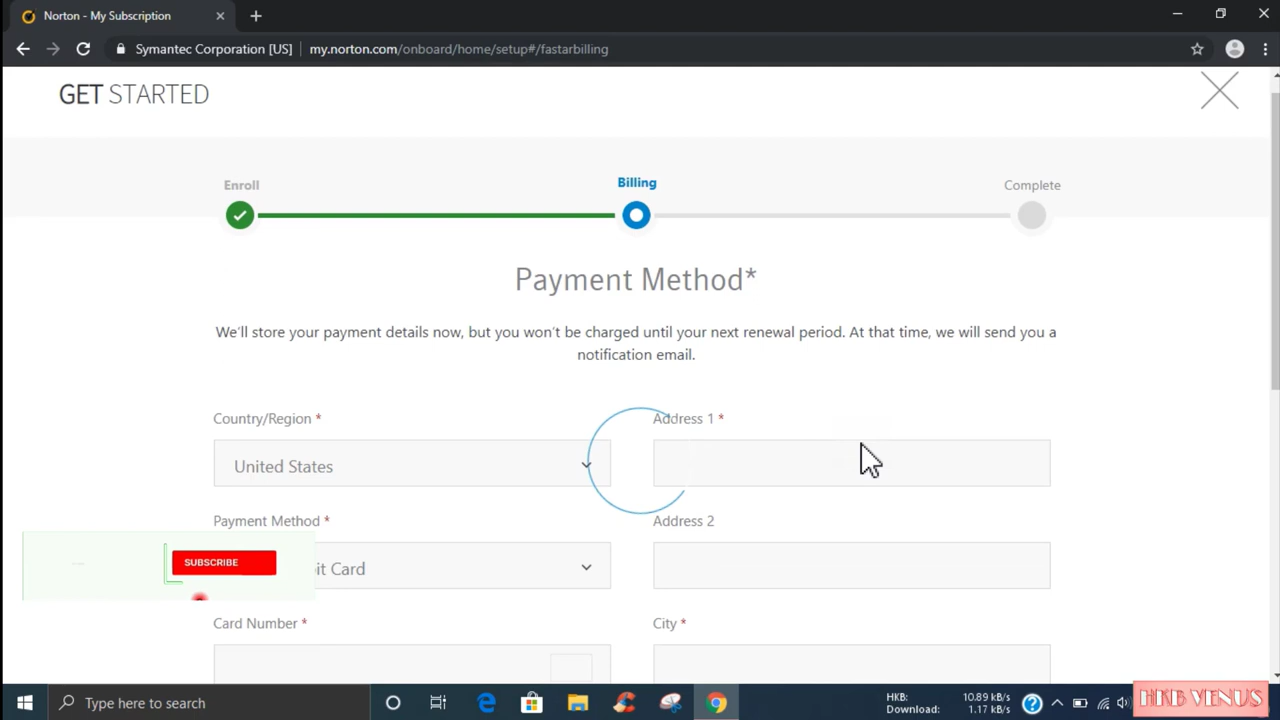 Norton - My Subscription
Symantec Corporation [US] my.norton.com/onboard/home/setup#/fastarbilling
GET STARTED
Enroll
Billing
Complete
Payment Method*
We'll store your payment details now, but you won't be charged until your next renewal period. At that time, we will send you a
notification email.
Country/Region *
Address 1 *
United States
Payment Method *
Address 2
SUBSCRIBE
it Card
Card Number *
City *
Type here to search
HKB: 10.89 kB/s
Download: 1.17 kB/s
HKB VENUS